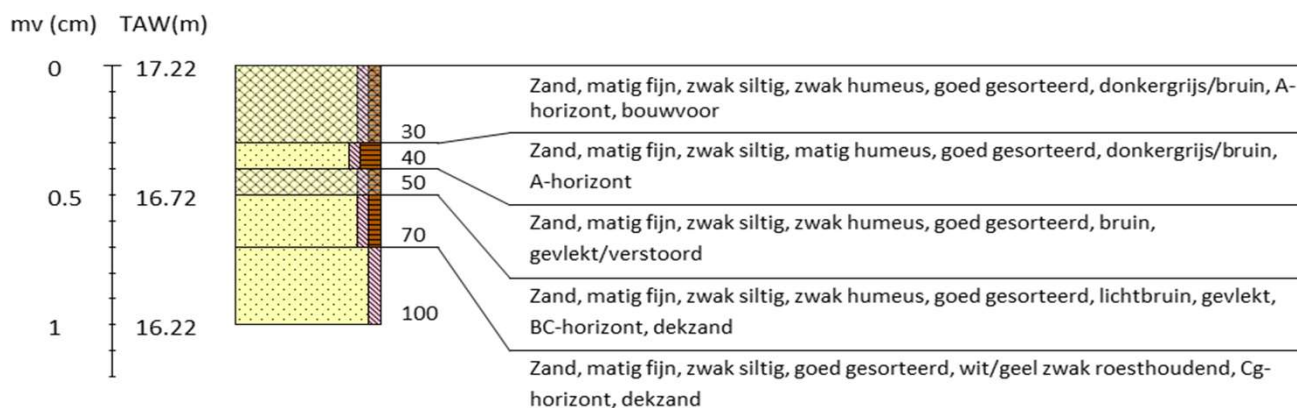 mv (cm) TAW(m)
0 17.22
Zand, matig fijn, zwak siltig, zwak humeus, goed gesorteerd, donkergrijs/bruin, A-
horizont, bouwvoor
30
Zand, matig fijn, zwak siltig, matig humeus, goed gesorteerd, donkergrijs/bruin,
A-horizont
40
50
0.5 16.72
Zand, matig fijn, zwak siltig, zwak humeus, goed gesorteerd, bruin,
gevlekt/verstoord
70
Zand, matig fijn, zwak siltig, zwak humeus, goed gesorteerd, lichtbruin, gevlekt,
BC-horizont, dekzand
100
1 16.22
Zand, matig fijn, zwak siltig, goed gesorteerd, wit/geel zwak roesthoudend, Cg-
horizont, dekzand